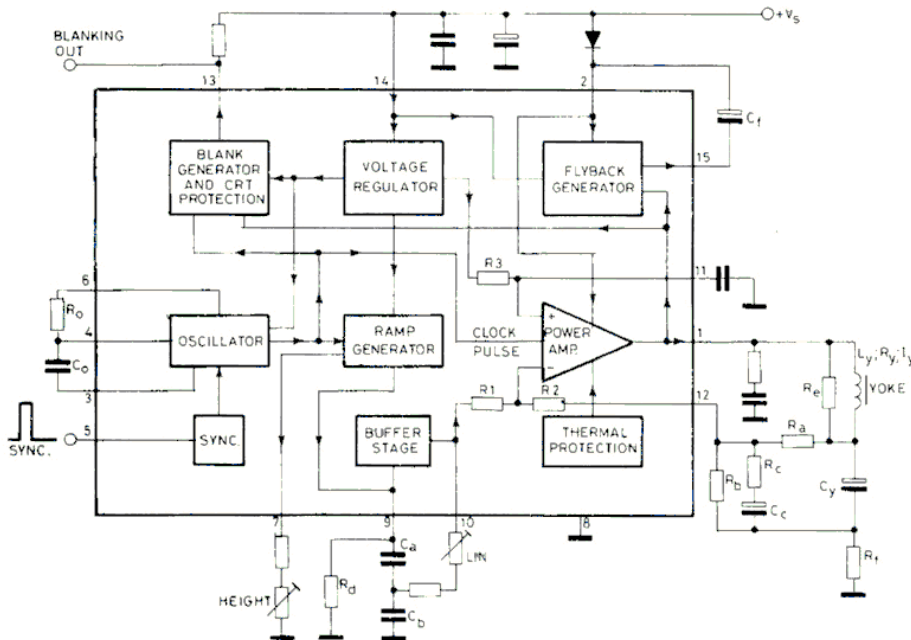 +Vs
BLANKING
OUT
13
14
2
Cf
15
BLANK
GENERATOR
AND CRT
PROTECTION
VOLTAGE
REGULATOR
FLYBACK
GENERATOR
R3
11
6
Ro
4
Co
3
OSCILLATOR
RAMP
GENERATOR
CLOCK
PULSE
+
POWER
AMP.
−
1
Ly; Ry; Iy
YOKE
Re
R1
R2
12
Ra
SYNC.
5
SYNC.
BUFFER
STAGE
THERMAL
PROTECTION
Rb
Rc
Cc
Cy
Rf
7
9
10
8
HEIGHT
Rd
Ca
Cb
LIN